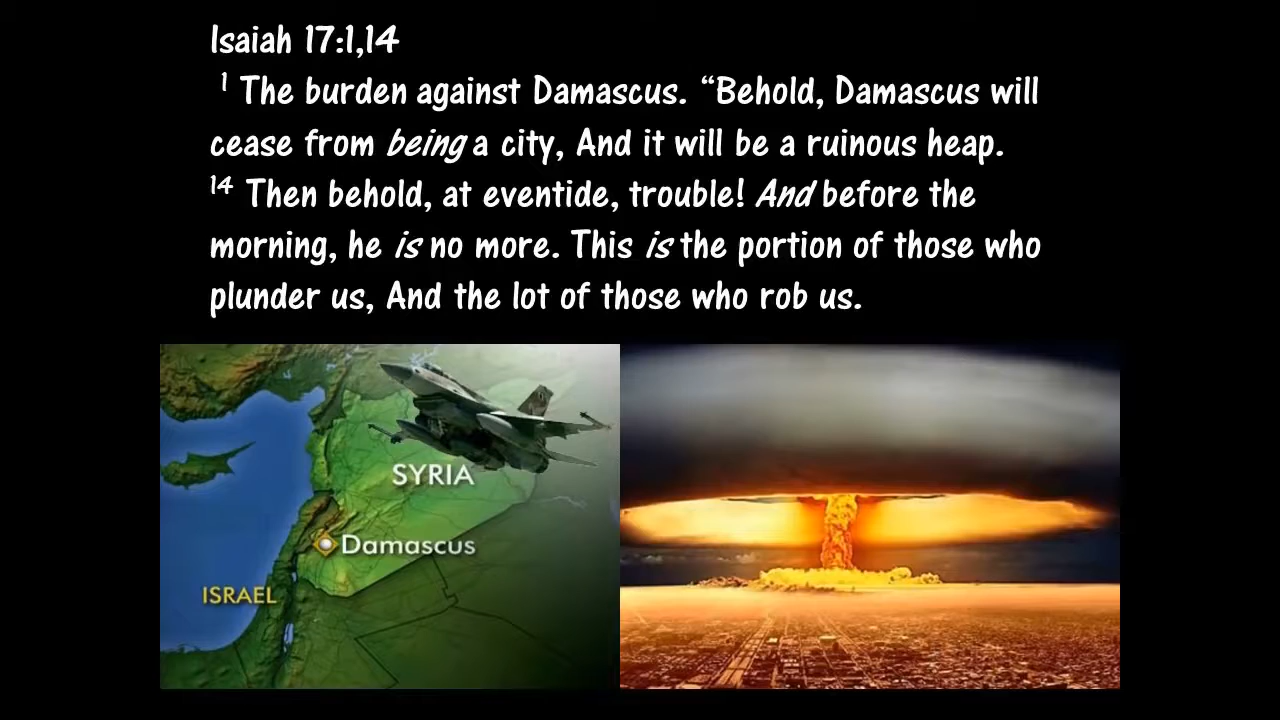 Isaiah 17:1,14
1 The burden against Damascus. “Behold, Damascus will
cease from being a city, And it will be a ruinous heap.
14 Then behold, at eventide, trouble! And before the
morning, he is no more. This is the portion of those who
plunder us, And the lot of those who rob us.
SYRIA
Damascus
ISRAEL